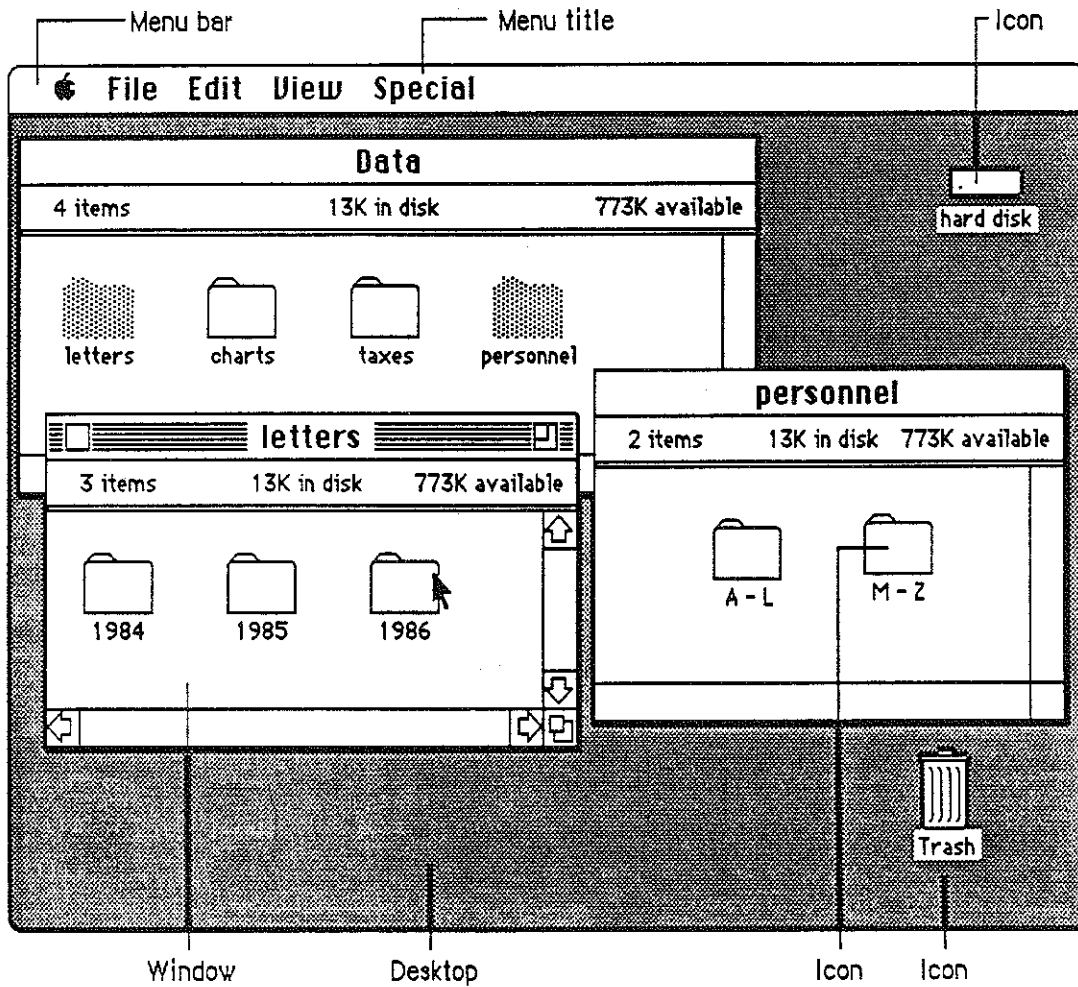 Menu bar
Menu title
Icon
File Edit View Special
Data
4 items 13K in disk 773K available
hard disk
letters charts taxes personnel
personnel
2 items 13K in disk 773K available
letters
3 items 13K in disk 773K available
A - L M - Z
1984 1985 1986
Trash
Window Desktop Icon Icon